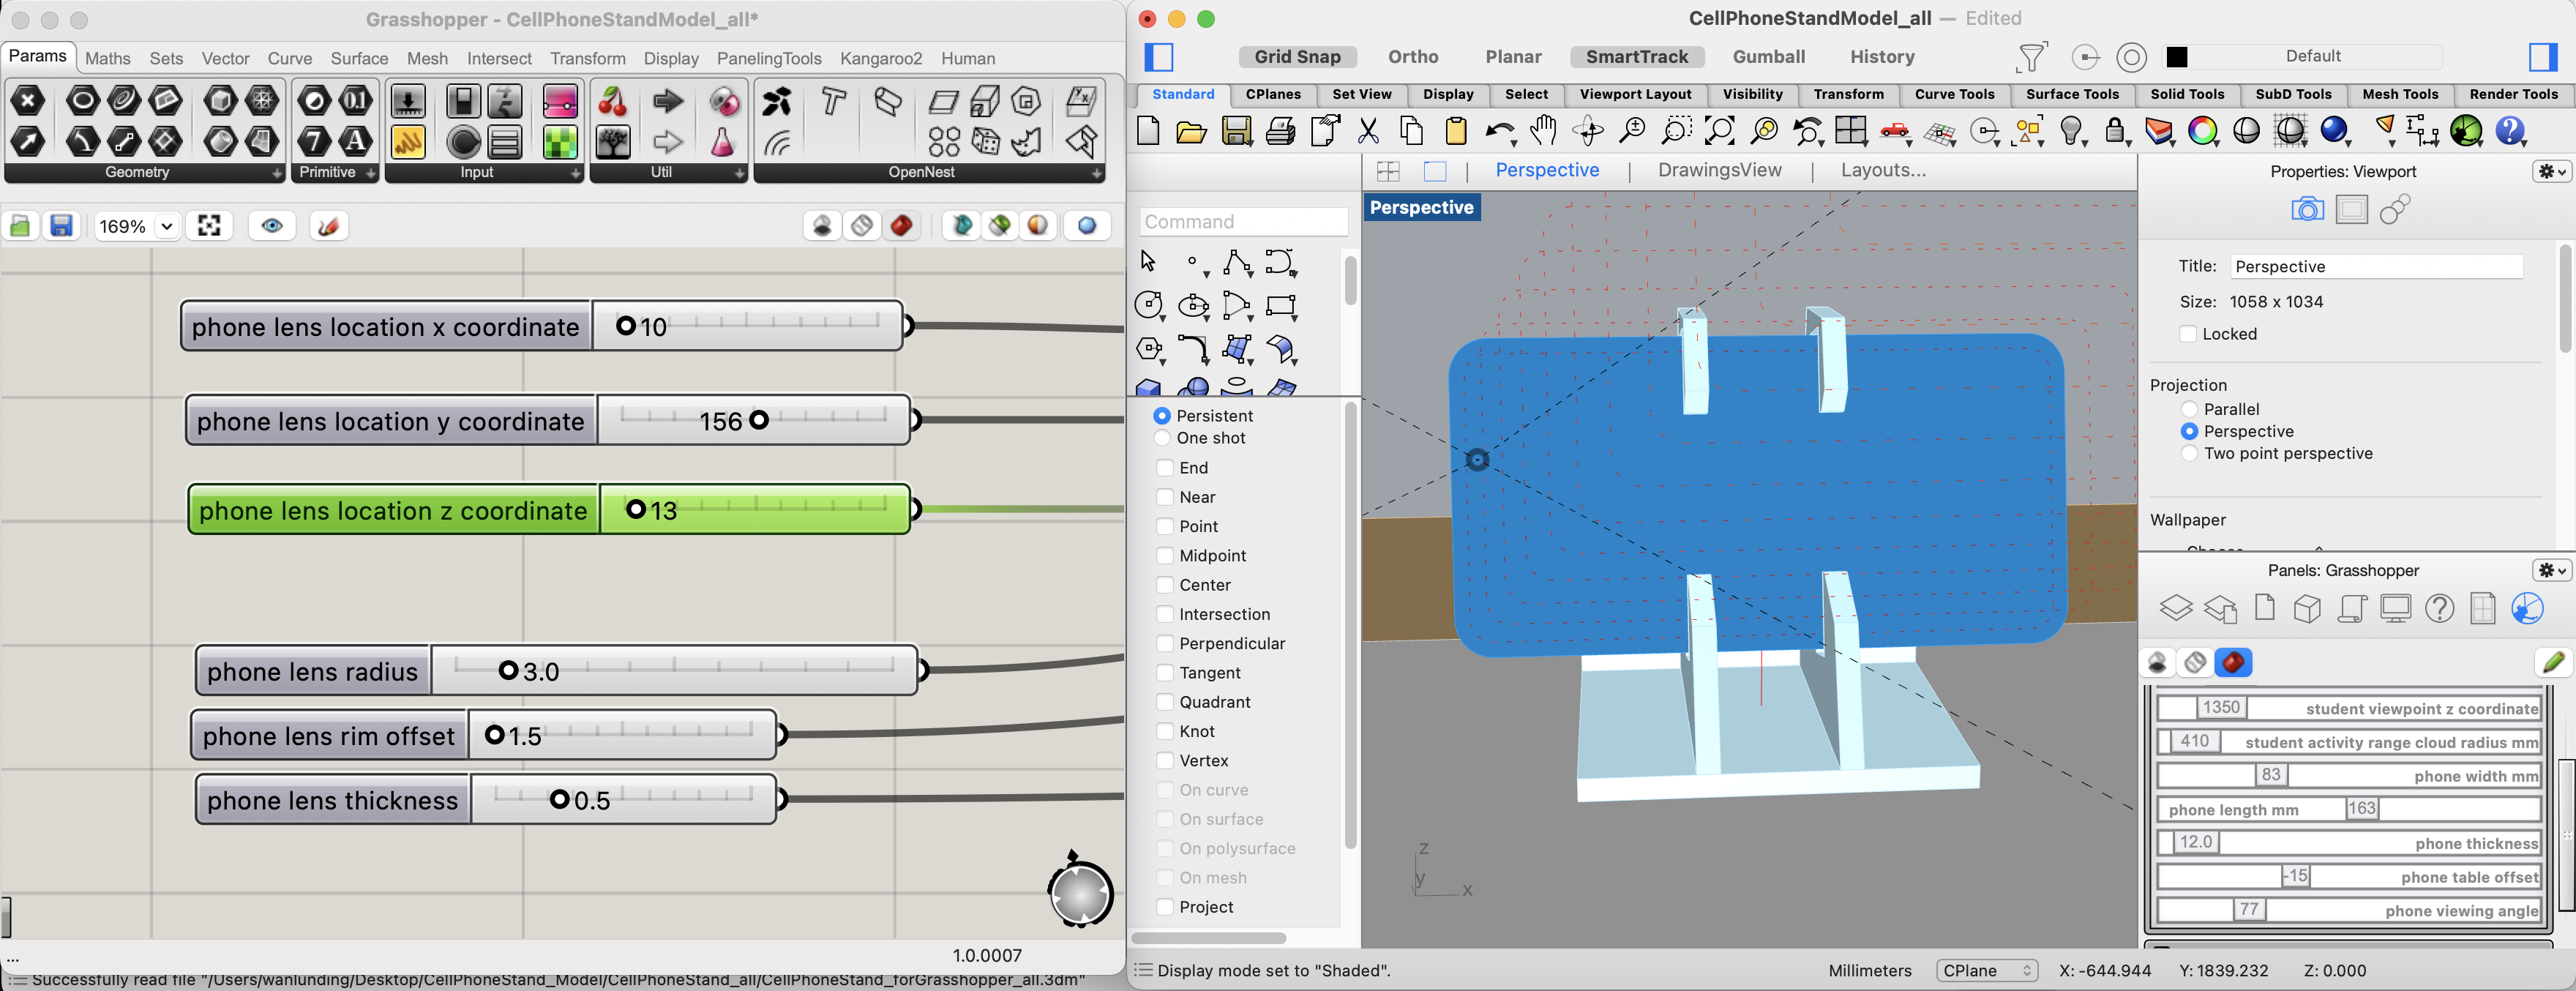 Grasshopper - CellPhoneStandModel_all*
Params Maths Sets Vector Curve Surface Mesh Intersect Transform Display PanelingTools Kangaroo2 Human
Geometry Primitive Input Util OpenNest
169%
phone lens location x coordinate 10
phone lens location y coordinate 156
phone lens location z coordinate 13
phone lens radius 3.0
phone lens rim offset 1.5
phone lens thickness 0.5
...
1.0.0007
Successfully read file "/Users/wanlunding/Desktop/CellPhoneStand_Model/CellPhoneStand_all/CellPhoneStand_forGrasshopper_all.3dm"
CellPhoneStandModel_all — Edited
Grid Snap Ortho Planar SmartTrack Gumball History Default
Standard CPlanes Set View Display Select Viewport Layout Visibility Transform Curve Tools Surface Tools Solid Tools SubD Tools Mesh Tools Render Tools
Command
Perspective DrawingsView Layouts...
Perspective
Persistent
One shot
End
Near
Point
Midpoint
Center
Intersection
Perpendicular
Tangent
Quadrant
Knot
Vertex
On curve
On surface
On polysurface
On mesh
Project
z
y
x
Properties: Viewport
Title: Perspective
Size: 1058 x 1034
Locked
Projection
Parallel
Perspective
Two point perspective
Wallpaper
Panels: Grasshopper
1350 student viewpoint z coordinate
410 student activity range cloud radius mm
83 phone width mm
phone length mm 163
12.0 phone thickness
-15 phone table offset
77 phone viewing angle
Display mode set to "Shaded".
Millimeters CPlane X: -644.944 Y: 1839.232 Z: 0.000